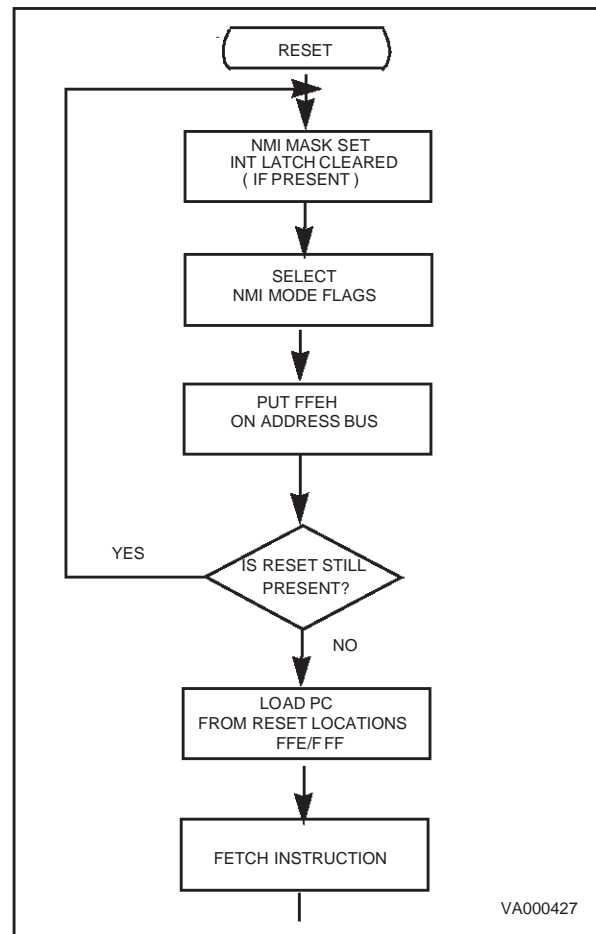 RESET
NMI MASK SET
INT LATCH CLEARED
( IF PRESENT )
SELECT
NMI MODE FLAGS
PUT FFEH
ON ADDRESS BUS
YES
IS RESET STILL
PRESENT?
NO
LOAD PC
FROM RESET LOCATIONS
FFE/FFF
FETCH INSTRUCTION
VA000427